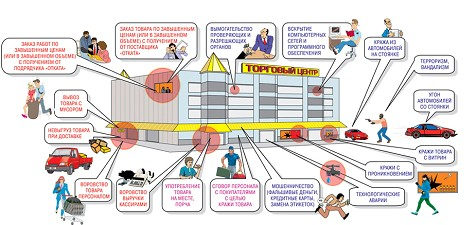 ЗАКАЗ РАБОТ ПО
ЗАВЫШЕННЫМ ЦЕНАМ
(ИЛИ В ЗАВЫШЕННОМ ОБЪЕМЕ)
С ПОЛУЧЕНИЕМ ОТ
ПОДРЯДЧИКА «ОТКАТА»
ЗАКАЗ ТОВАРА ПО ЗАВЫШЕННЫМ
ЦЕНАМ (ИЛИ В ЗАВЫШЕННОМ
ОБЪЕМЕ) С ПОЛУЧЕНИЕМ
ОТ ПОСТАВЩИКА
«ОТКАТА»
ВЫМОГАТЕЛЬСТВО
ПРОВЕРЯЮЩИХ И
РАЗРЕШАЮЩИХ
ОРГАНОВ
ВСКРЫТИЕ
КОМПЬЮТЕРНЫХ
СЕТЕЙ И
ПРОГРАММНОГО
ОБЕСПЕЧЕНИЯ
КРАЖА ИЗ
АВТОМОБИЛЕЙ
НА СТОЯНКЕ
ТЕРРОРИЗМ,
ВАНДАЛИЗМ
ТОРГОВЫЙ ЦЕНТР
ВЫВОЗ
ТОВАРА С
МУСОРОМ
УГОН
АВТОМОБИЛЕЙ
СО СТОЯНКИ
НЕВЫГРУЗ ТОВАРА
ПРИ ДОСТАВКЕ
КРАЖИ ТОВАРА
С ВИТРИН
ВОРОВСТВО
ТОВАРА
ПЕРСОНАЛОМ
ВОРОВСТВО
ВЫРУЧКИ
КАССИРАМИ
УПОТРЕБЛЕНИЕ
ТОВАРА
НА МЕСТЕ,
ПОРЧА
СГОВОР ПЕРСОНАЛА
С ПОКУПАТЕЛЯМИ
С ЦЕЛЬЮ
КРАЖИ ТОВАРА
МОШЕННИЧЕСТВО
(ФАЛЬШИВЫЕ ДЕНЬГИ,
КРЕДИТНЫЕ КАРТЫ,
ЗАМЕНА ЭТИКЕТОК)
КРАЖИ С
ПРОНИКНОВЕНИЕМ
ТЕХНОЛОГИЧЕСКИЕ
АВАРИИ